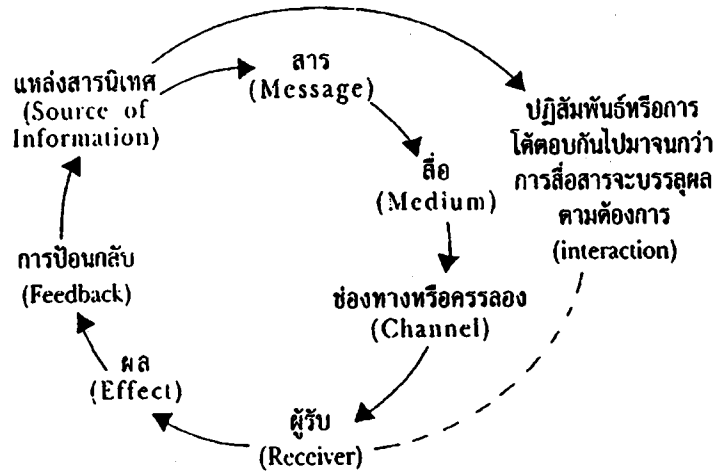 แหล่งสารนิเทศ
(Source of
Information)
สาร
(Message)
สื่อ
(Medium)
ช่องทางหรือครรลอง
(Channel)
ผู้รับ
(Receiver)
ผล
(Effect)
การป้อนกลับ
(Feedback)
ปฏิสัมพันธ์หรือการ
โต้ตอบกันไปมาจนกว่า
การสื่อสารจะบรรลุผล
ตามต้องการ
(interaction)